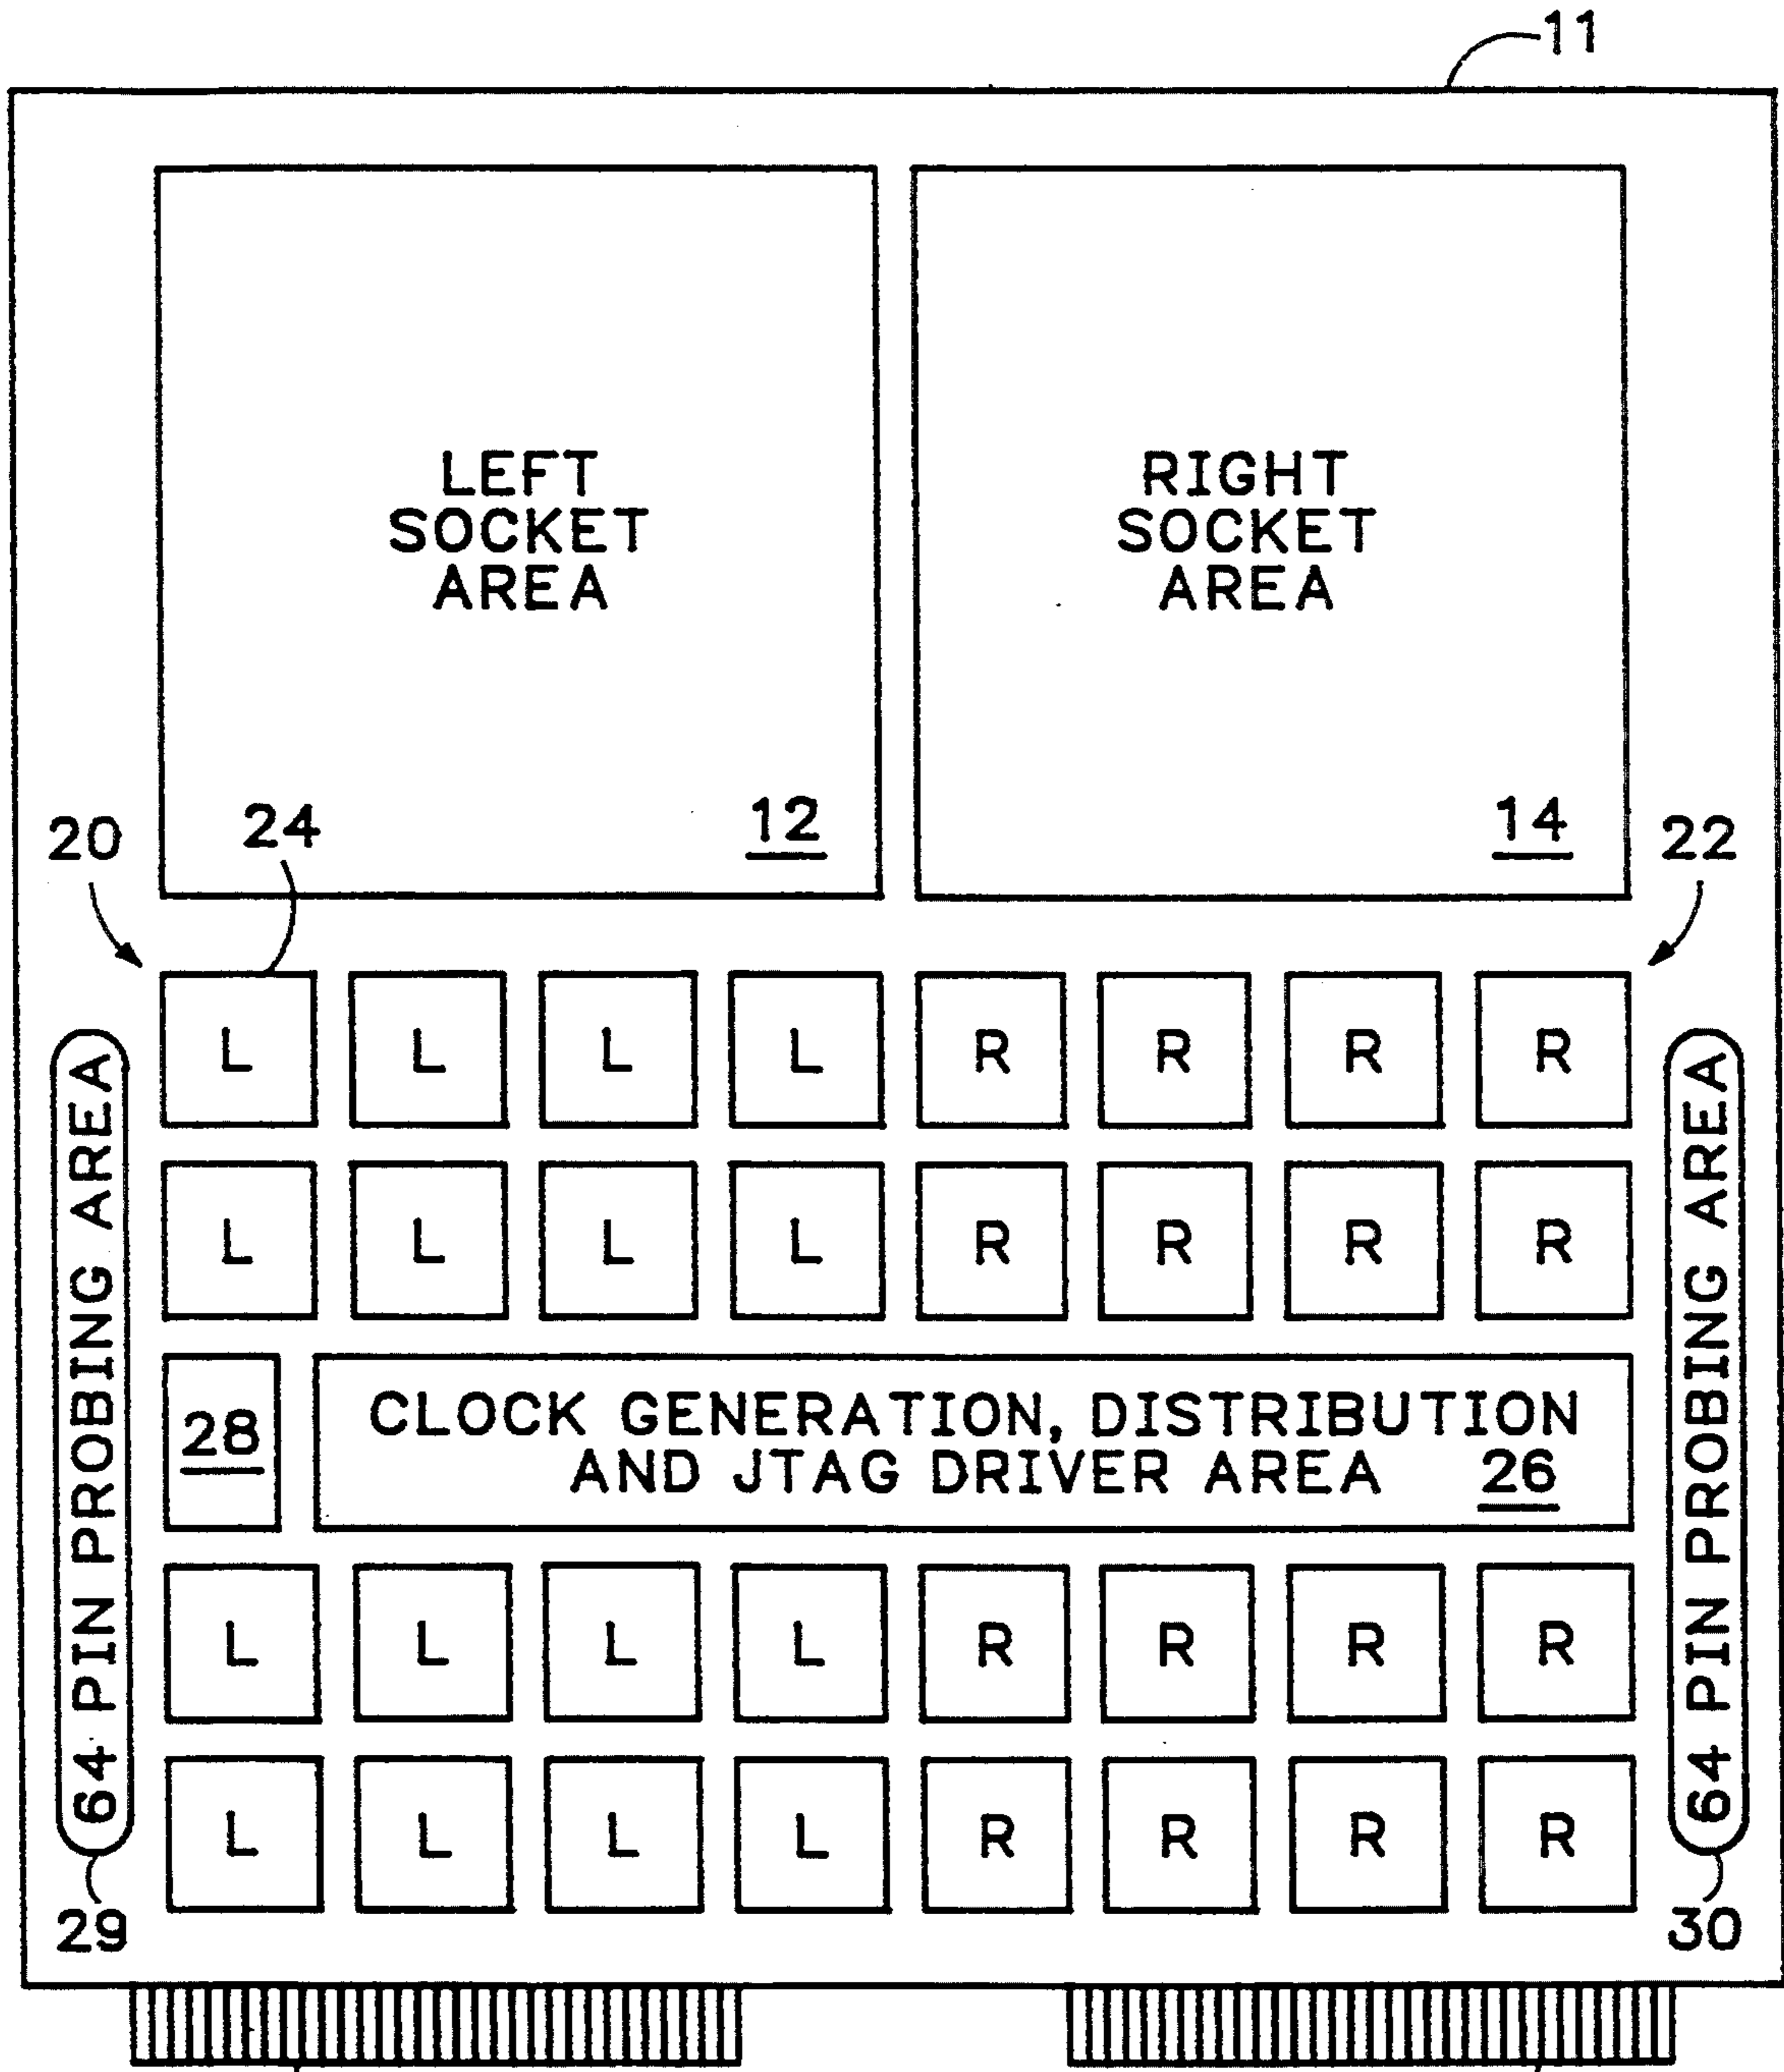 11
LEFT
SOCKET
AREA
12
RIGHT
SOCKET
AREA
14
20
24
22
L L L L R R R R
L L L L R R R R
28
CLOCK GENERATION, DISTRIBUTION
AND JTAG DRIVER AREA 26
L L L L R R R R
L L L L R R R R
64 PIN PROBING AREA
29
64 PIN PROBING AREA
30